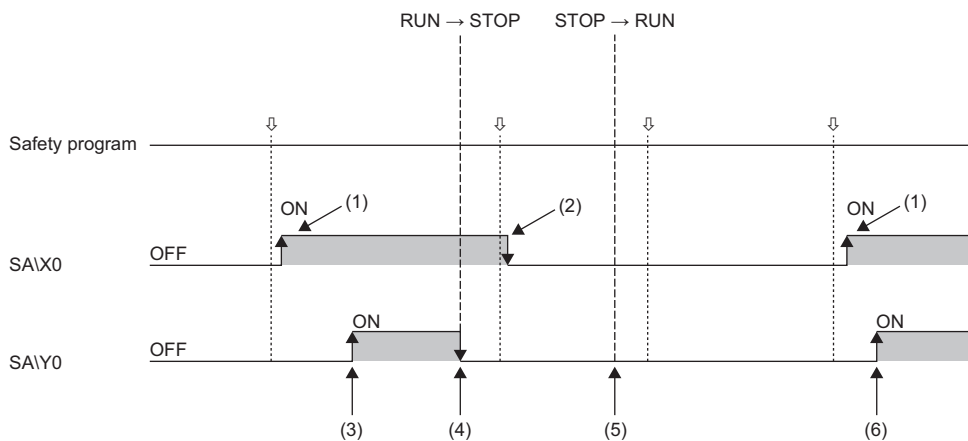 RUN → STOP STOP → RUN
Safety program
ON (1) (2) ON (1)
SA\X0 OFF
ON ON
SA\Y0 OFF
(3) (4) (5) (6)